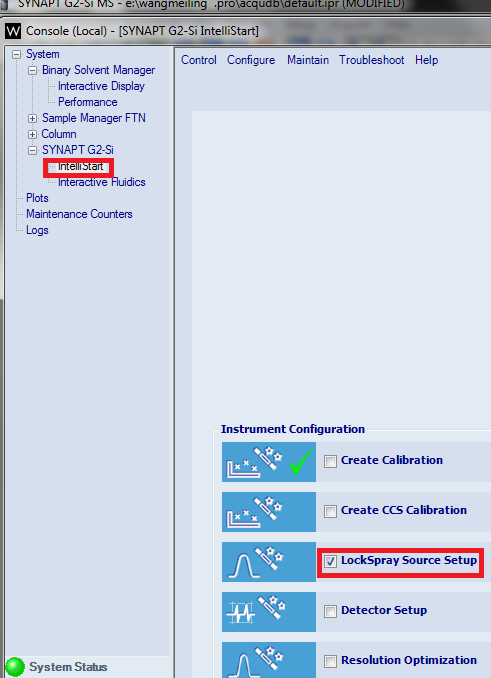 SYNAPT G2-Si MS - e:\wangmeiling .pro\acqudb\default.ipr (MODIFIED)
W Console (Local) - [SYNAPT G2-Si IntelliStart]
Control Configure Maintain Troubleshoot Help
System
Binary Solvent Manager
Interactive Display
Performance
Sample Manager FTN
Column
SYNAPT G2-Si
IntelliStart
Interactive Fluidics
Plots
Maintenance Counters
Logs
Instrument Configuration
Create Calibration
Create CCS Calibration
LockSpray Source Setup
Detector Setup
Resolution Optimization
System Status